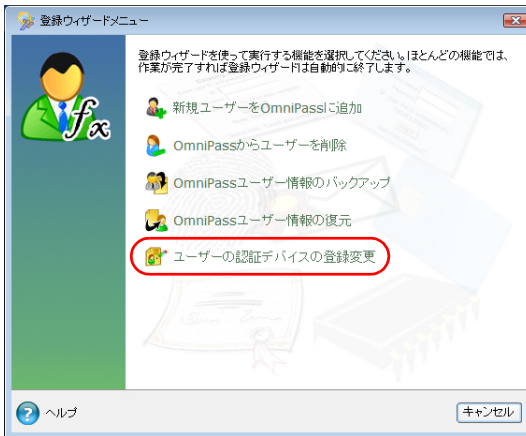 登録ウィザードメニュー
登録ウィザードを使って実行する機能を選択してください。ほとんどの機能では、
作業が完了すれば登録ウィザードは自動的に終了します。
fx
新規ユーザーをOmniPassに追加
OmniPassからユーザーを削除
OmniPassユーザー情報のバックアップ
OmniPassユーザー情報の復元
ユーザーの認証デバイスの登録変更
ヘルプ
キャンセル